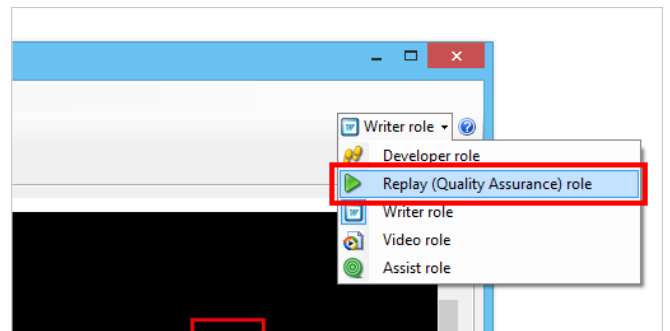 Writer role
Developer role
Replay (Quality Assurance) role
Writer role
Video role
Assist role